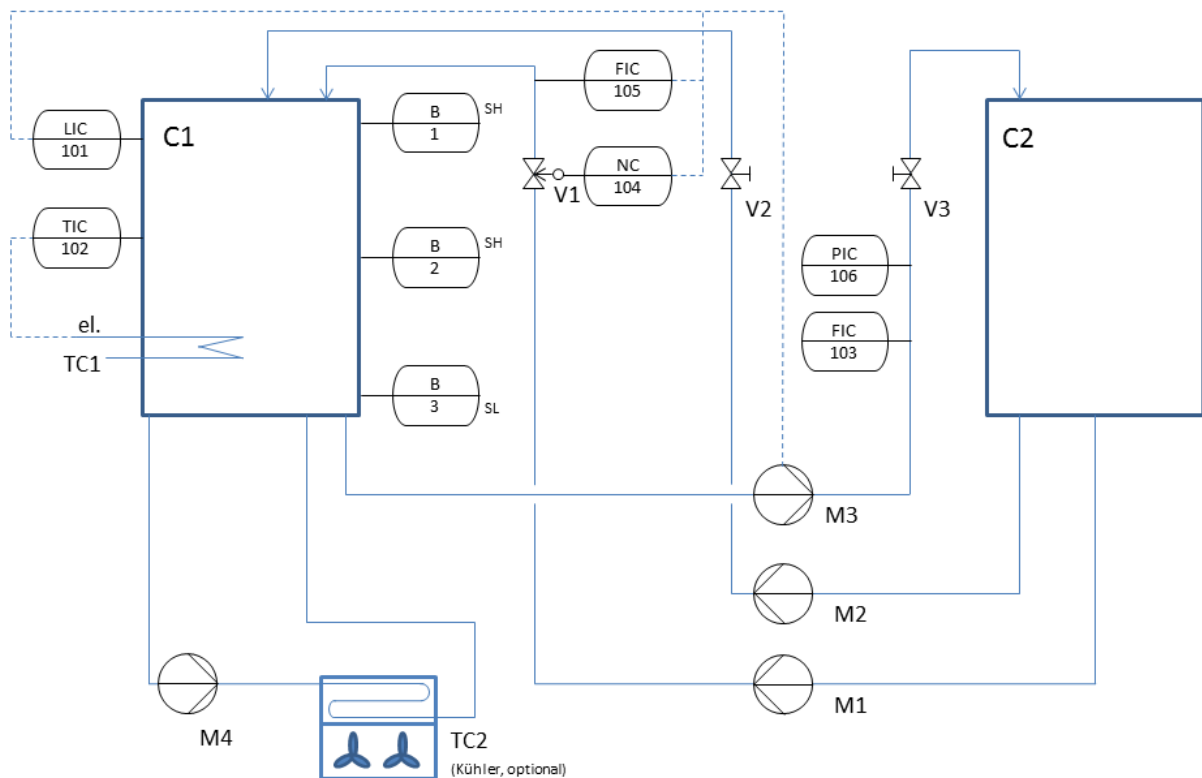 FIC
105
C1
B
1
SH
LIC
101
C2
NC
104
V1
V2
V3
TIC
102
B
2
SH
PIC
106
el.
TC1
FIC
103
B
3
SL
M3
M2
M1
M4
TC2
(Kühler, optional)